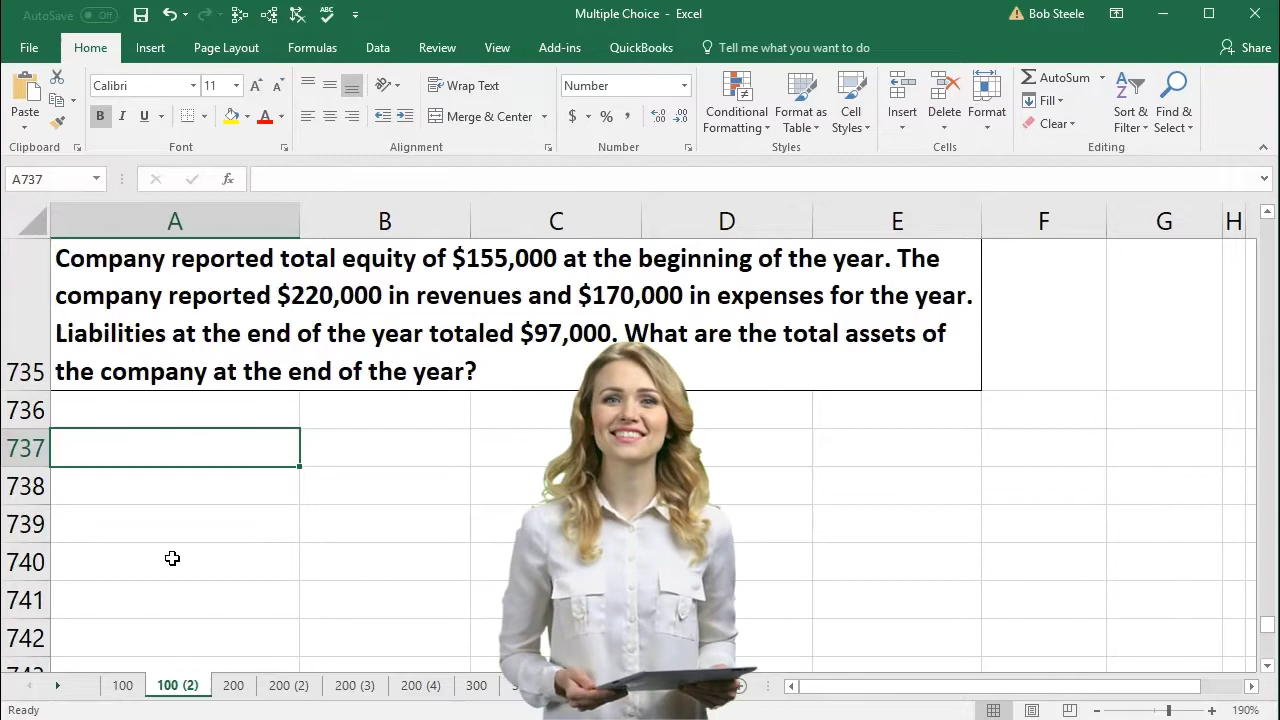 AutoSave Off
Multiple Choice - Excel
Bob Steele
File Home Insert Page Layout Formulas Data Review View Add-ins QuickBooks Tell me what you want to do Share
Paste
Calibri 11
B I U
Wrap Text
Merge & Center
Number
$ % ,
Conditional Formatting
Format as Table
Cell Styles
Insert Delete Format
AutoSum
Fill
Clear
Sort & Filter
Find & Select
Clipboard Font Alignment Number Styles Cells Editing
A737 fx
A B C D E F G H
Company reported total equity of $155,000 at the beginning of the year. The
company reported $220,000 in revenues and $170,000 in expenses for the year.
Liabilities at the end of the year totaled $97,000. What are the total assets of
735 the company at the end of the year?
736
737
738
739
740
741
742
100 100 (2) 200 200 (2) 200 (3) 200 (4) 300
Ready 190%